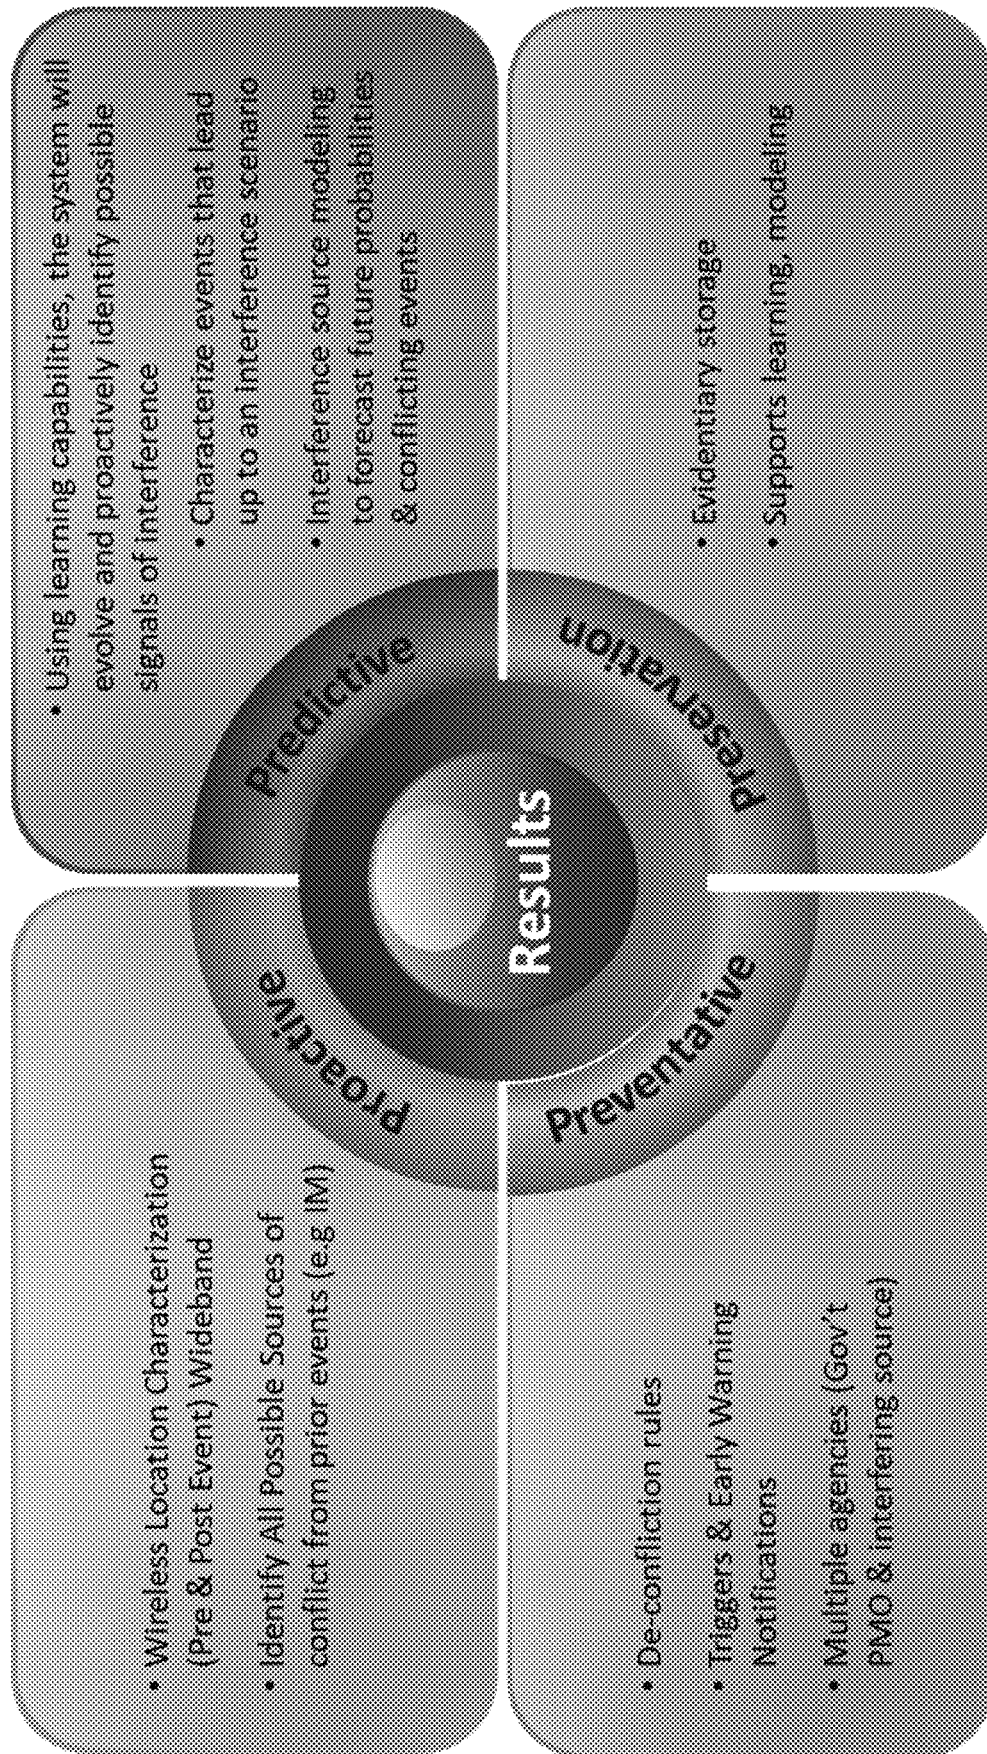 • Wireless Location Characterization
(Pre & Post Event) Wideband
• Identify All Possible Sources of
conflict from prior events (e.g IM)
• Using learning capabilities, the system will
evolve and proactively identify possible
signals of interference
• Characterize events that lead
up to an interference scenario
• Interference source modeling
to forecast future probabilities
& conflicting events
Proactive
Predictive
Results
Preventative
Preservation
• De-confliction rules
• Triggers & Early Warning
Notifications
• Multiple agencies (Gov't
PMO & interfering source)
• Evidentiary storage
• Supports learning, modeling